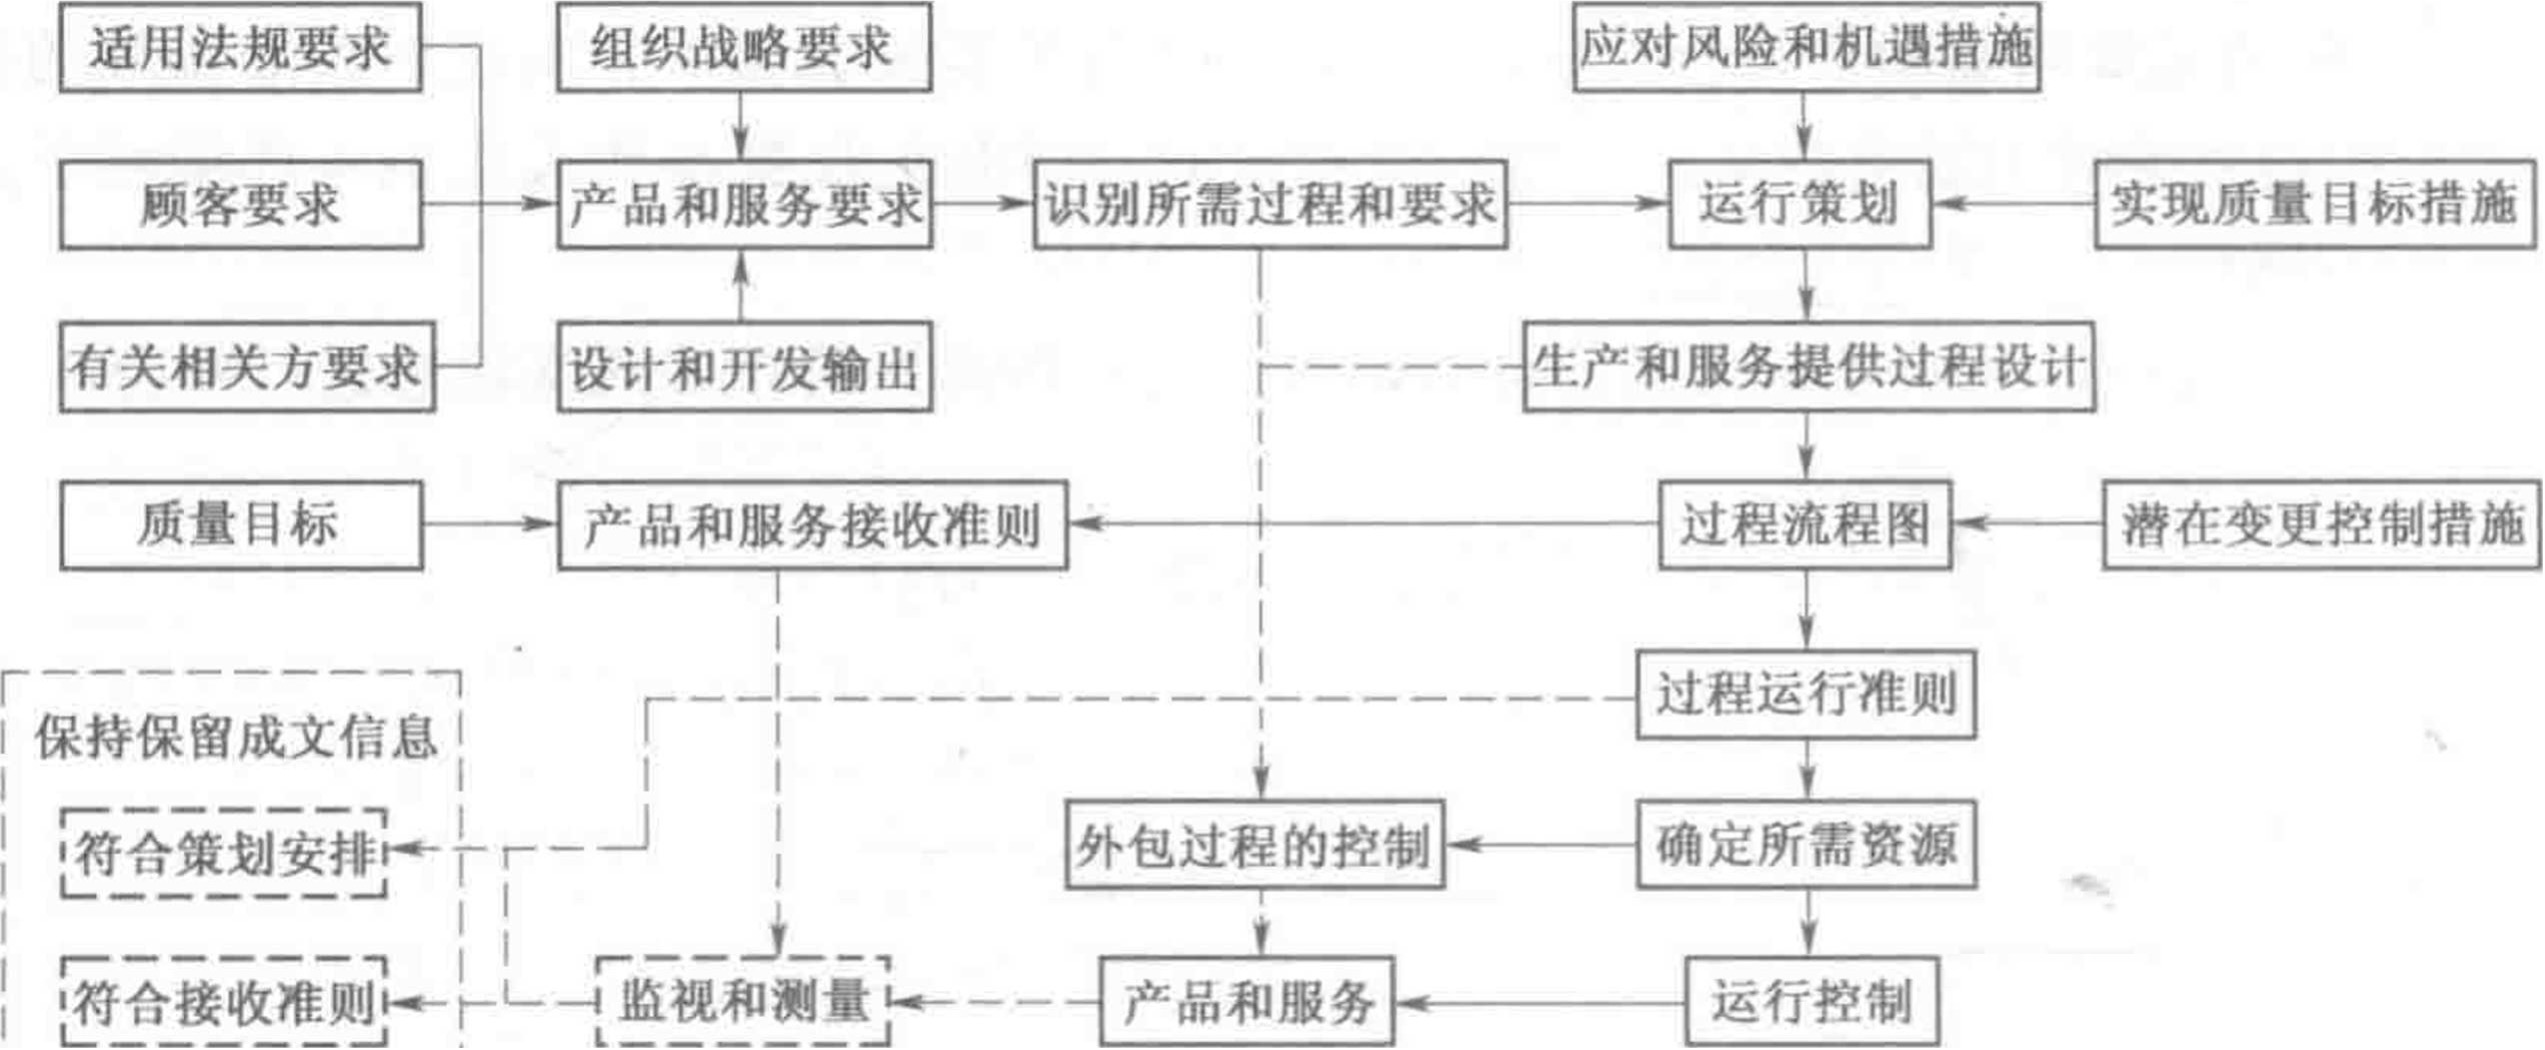 适用法规要求
组织战略要求
应对风险和机遇措施
顾客要求
产品和服务要求
识别所需过程和要求
运行策划
实现质量目标措施
有关相关方要求
设计和开发输出
生产和服务提供过程设计
质量目标
产品和服务接收准则
过程流程图
潜在变更控制措施
过程运行准则
保持保留成文信息
符合策划安排
外包过程的控制
确定所需资源
符合接收准则
监视和测量
产品和服务
运行控制